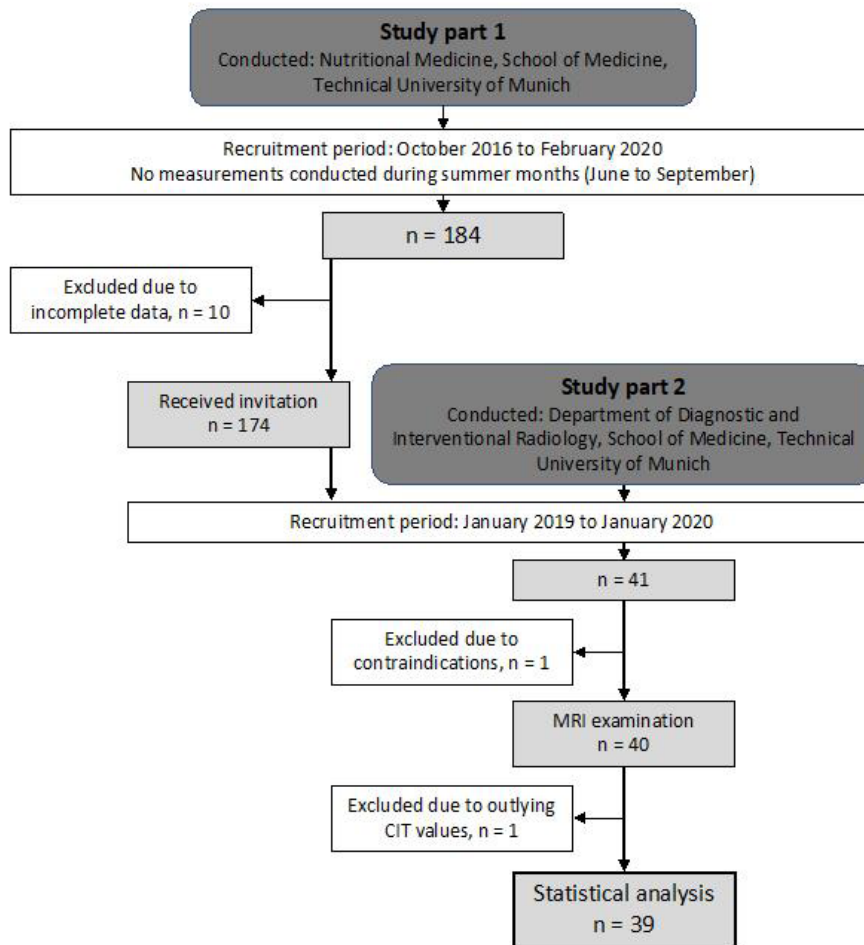 Study part 1
Conducted: Nutritional Medicine, School of Medicine,
Technical University of Munich
Recruitment period: October 2016 to February 2020
No measurements conducted during summer months (June to September)
n = 184
Excluded due to
incomplete data, n = 10
Received invitation
n = 174
Study part 2
Conducted: Department of Diagnostic and
Interventional Radiology, School of Medicine, Technical
University of Munich
Recruitment period: January 2019 to January 2020
n = 41
Excluded due to
contraindications, n = 1
MRI examination
n = 40
Excluded due to outlying
CIT values, n = 1
Statistical analysis
n = 39